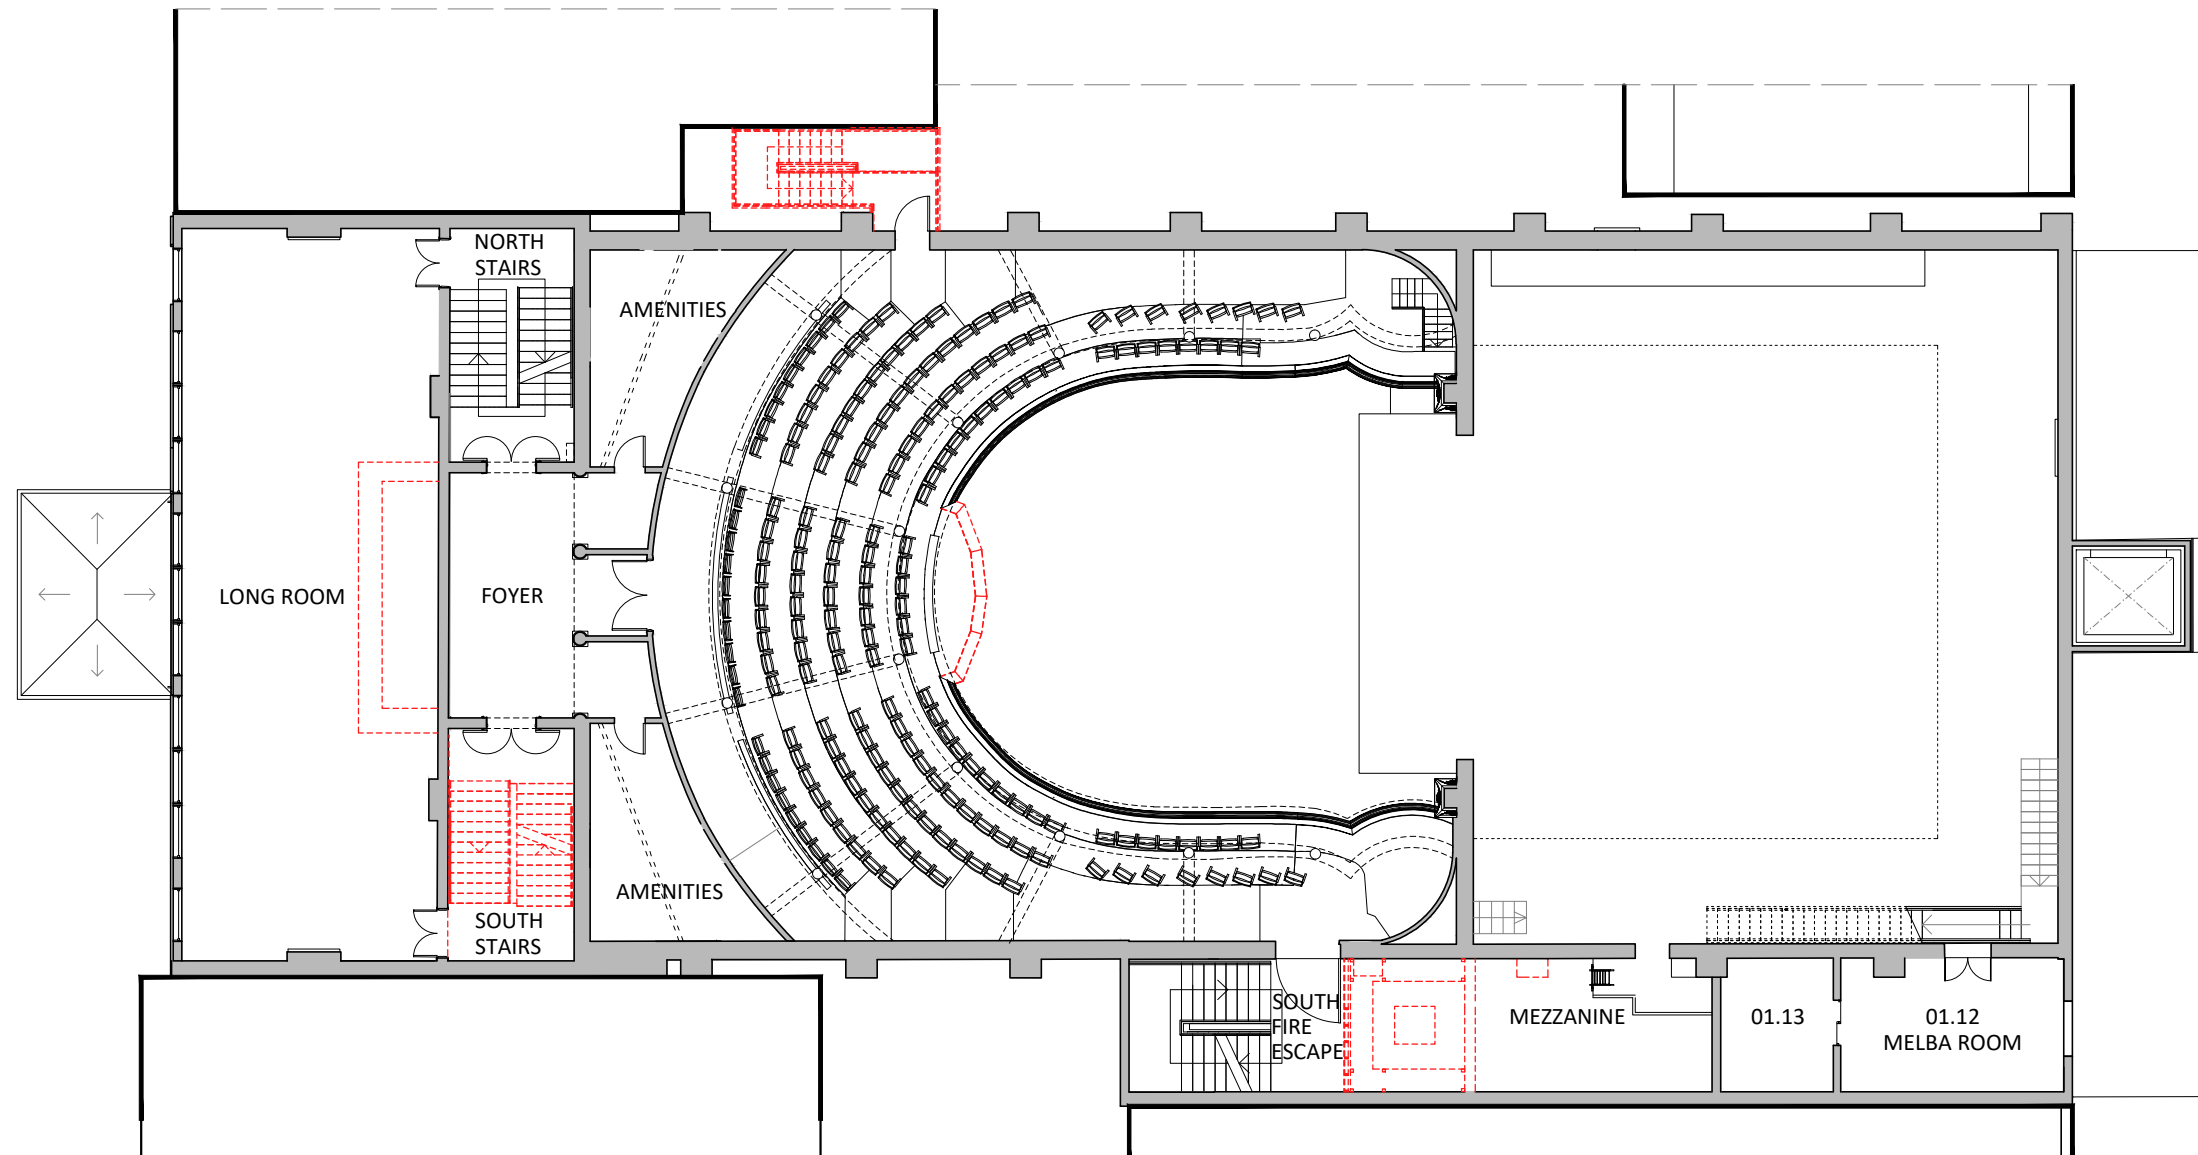 NORTH
STAIRS
AMENITIES
LONG ROOM
FOYER
AMENITIES
SOUTH
STAIRS
SOUTH
FIRE
ESCAPE
MEZZANINE
01.13
01.12
MELBA ROOM